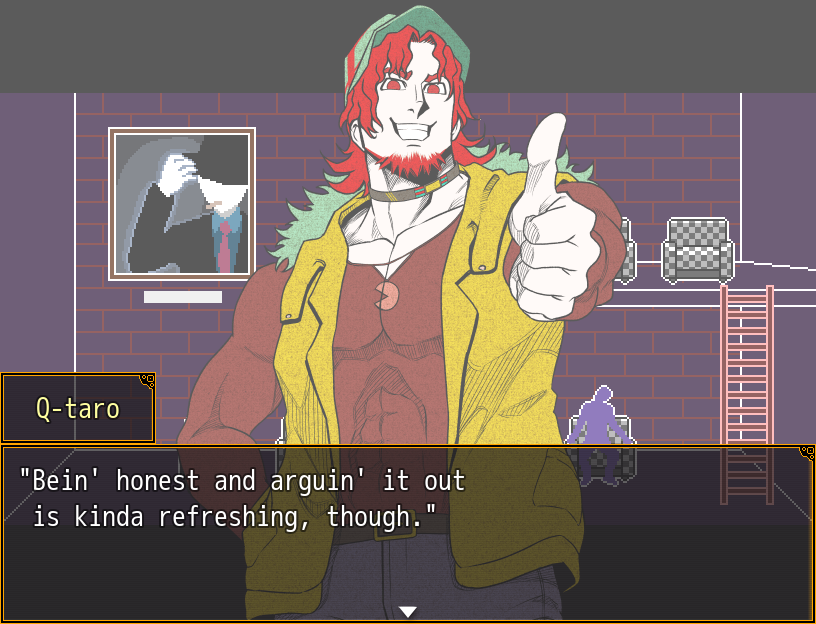 Q-taro
"Bein' honest and arguin' it out
is kinda refreshing, though."